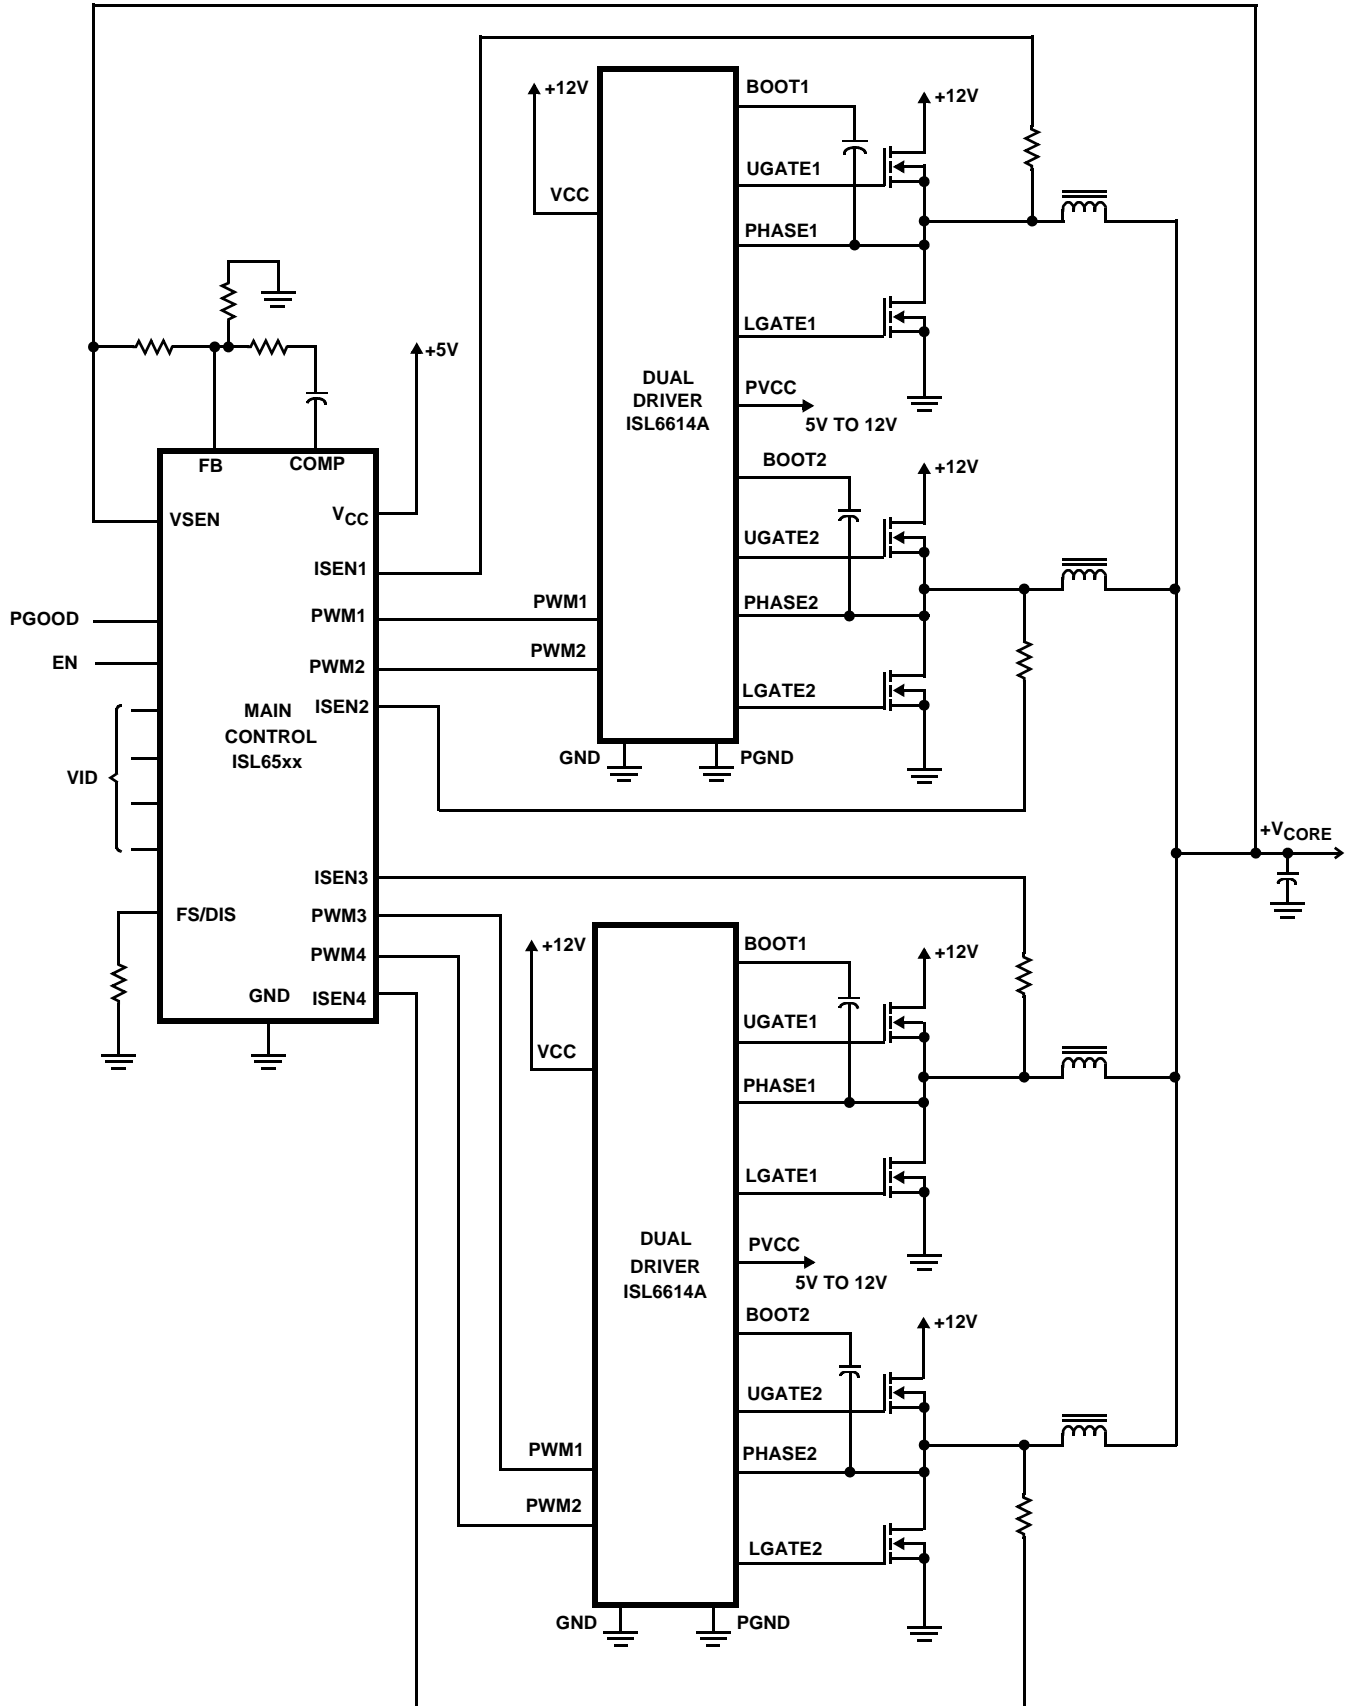 +12V
BOOT1
+12V
UGATE1
VCC
PHASE1
LGATE1
+5V
DUAL
DRIVER
ISL6614A
PVCC
5V TO 12V
BOOT2
+12V
FB
COMP
VSEN
VCC
UGATE2
ISEN1
PWM1
PHASE2
PGOOD
PWM1
PWM2
EN
PWM2
LGATE2
ISEN2
MAIN
CONTROL
ISL65xx
GND
PGND
VID
+VCORE
ISEN3
FS/DIS
PWM3
+12V
BOOT1
+12V
PWM4
GND
ISEN4
UGATE1
VCC
PHASE1
LGATE1
DUAL
DRIVER
ISL6614A
PVCC
5V TO 12V
BOOT2
+12V
UGATE2
PWM1
PHASE2
PWM2
LGATE2
GND
PGND